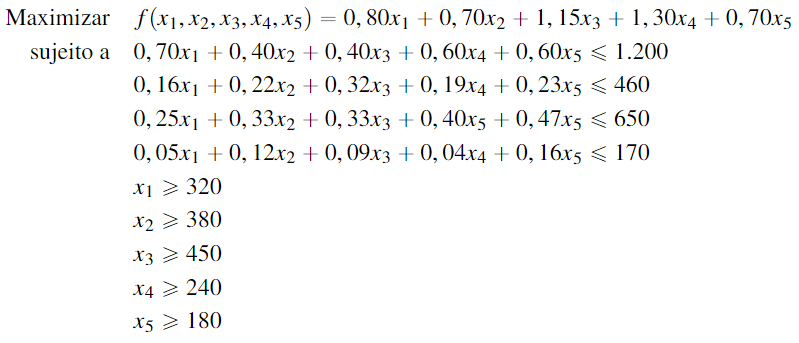 Maximizar f(x₁, x₂, x₃, x₄, x₅) = 0, 80x₁ + 0, 70x₂ + 1, 15x₃ + 1, 30x₄ + 0, 70x₅
sujeito a 0, 70x₁ + 0, 40x₂ + 0, 40x₃ + 0, 60x₄ + 0, 60x₅ ⩽ 1.200
0, 16x₁ + 0, 22x₂ + 0, 32x₃ + 0, 19x₄ + 0, 23x₅ ⩽ 460
0, 25x₁ + 0, 33x₂ + 0, 33x₃ + 0, 40x₅ + 0, 47x₅ ⩽ 650
0, 05x₁ + 0, 12x₂ + 0, 09x₃ + 0, 04x₄ + 0, 16x₅ ⩽ 170
x₁ ⩾ 320
x₂ ⩾ 380
x₃ ⩾ 450
x₄ ⩾ 240
x₅ ⩾ 180